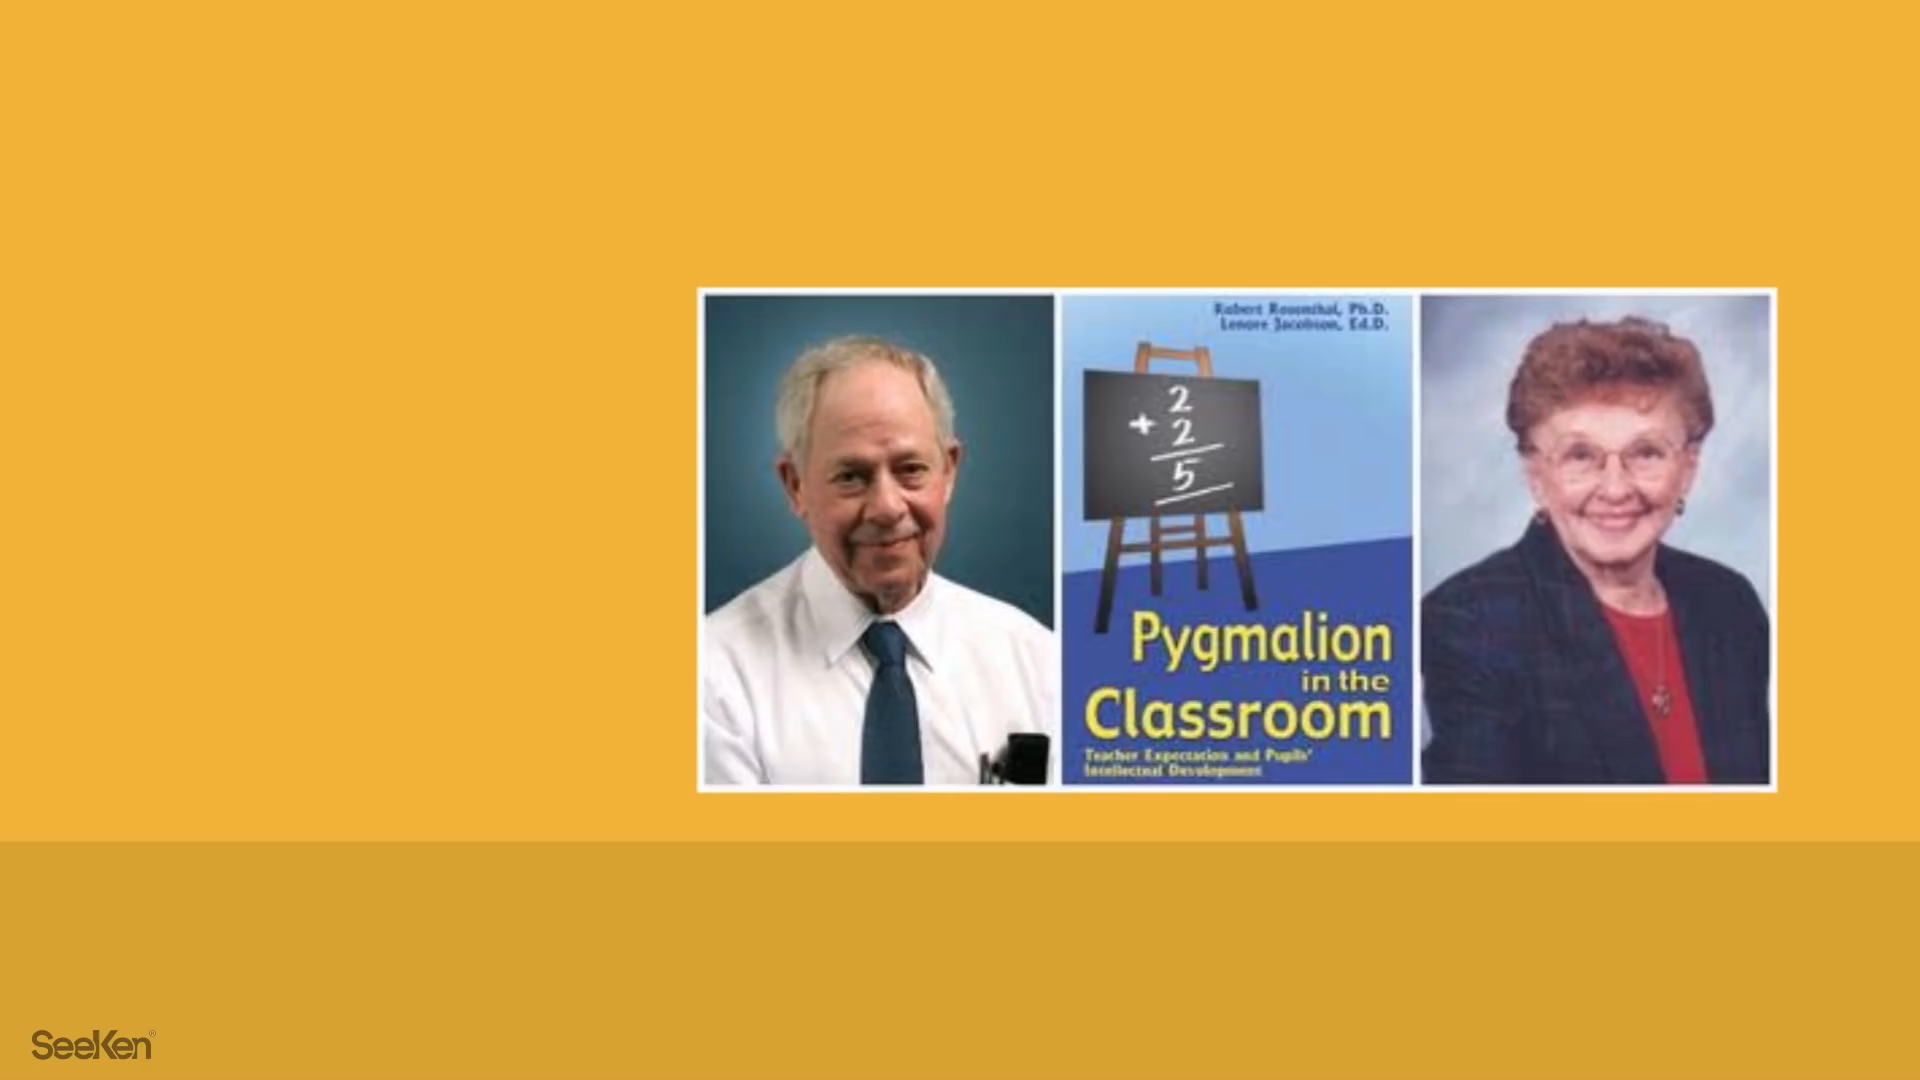 Robert Rosenthal, Ph.D.
Lenore Jacobson, Ed.D.
2
+ 2
5
Pygmalion
in the
Classroom
Teacher Expectation and Pupils'
Intellectual Development
SeeKen®